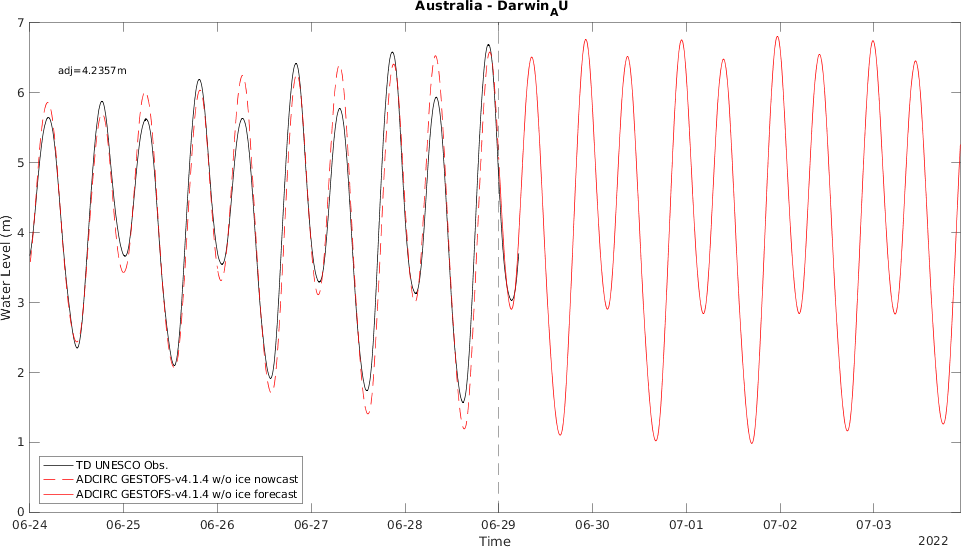 Australia - Darwin_AU
adj=4.2357m
Water Level (m)
7
6
5
4
3
2
1
0
TD UNESCO Obs.
ADCIRC GESTOFS-v4.1.4 w/o ice nowcast
ADCIRC GESTOFS-v4.1.4 w/o ice forecast
06-24 06-25 06-26 06-27 06-28 06-29 06-30 07-01 07-02 07-03
Time
2022